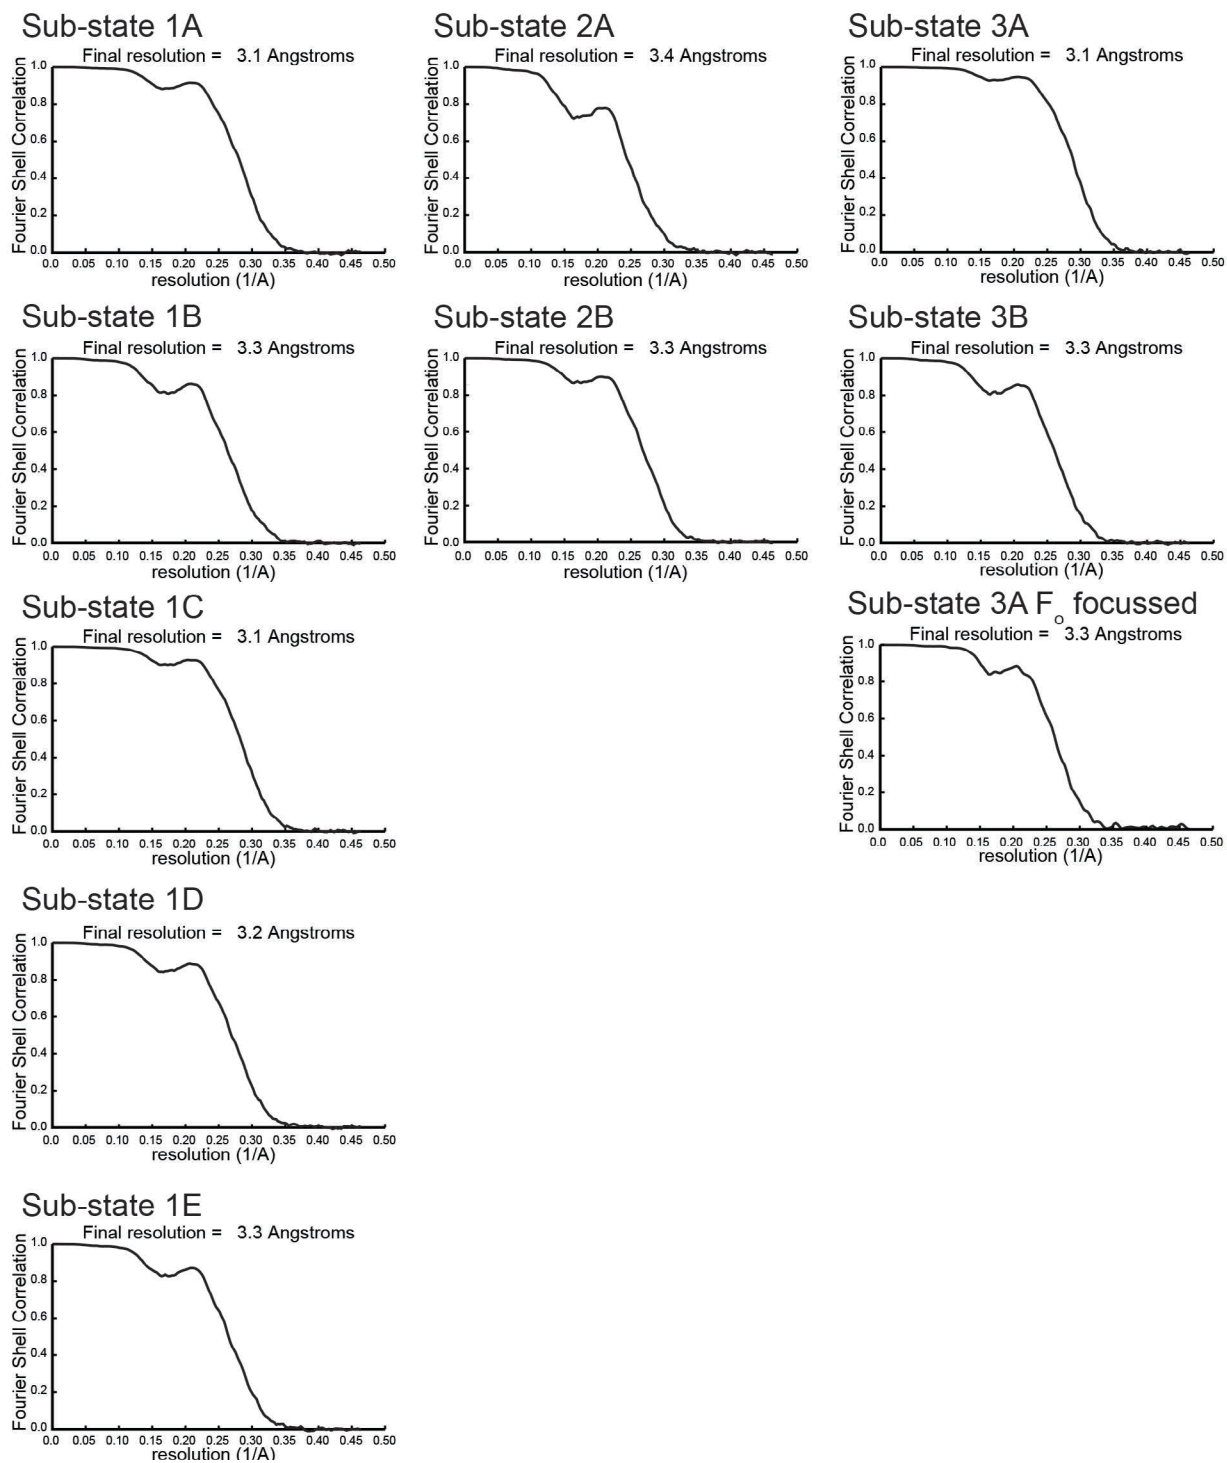 Sub-state 1A
Final resolution = 3.1 Angstroms
Fourier Shell Correlation
1.0
0.8
0.6
0.4
0.2
0.0
0.0 0.05 0.10 0.15 0.20 0.25 0.30 0.35 0.40 0.45 0.50
resolution (1/A)
Sub-state 2A
Final resolution = 3.4 Angstroms
Fourier Shell Correlation
1.0
0.8
0.6
0.4
0.2
0.0
0.0 0.05 0.10 0.15 0.20 0.25 0.30 0.35 0.40 0.45 0.50
resolution (1/A)
Sub-state 3A
Final resolution = 3.1 Angstroms
Fourier Shell Correlation
1.0
0.8
0.6
0.4
0.2
0.0
0.0 0.05 0.10 0.15 0.20 0.25 0.30 0.35 0.40 0.45 0.50
resolution (1/A)
Sub-state 1B
Final resolution = 3.3 Angstroms
Fourier Shell Correlation
1.0
0.8
0.6
0.4
0.2
0.0
0.0 0.05 0.10 0.15 0.20 0.25 0.30 0.35 0.40 0.45 0.50
resolution (1/A)
Sub-state 2B
Final resolution = 3.3 Angstroms
Fourier Shell Correlation
1.0
0.8
0.6
0.4
0.2
0.0
0.0 0.05 0.10 0.15 0.20 0.25 0.30 0.35 0.40 0.45 0.50
resolution (1/A)
Sub-state 3B
Final resolution = 3.3 Angstroms
Fourier Shell Correlation
1.0
0.8
0.6
0.4
0.2
0.0
0.0 0.05 0.10 0.15 0.20 0.25 0.30 0.35 0.40 0.45 0.50
resolution (1/A)
Sub-state 1C
Final resolution = 3.1 Angstroms
Fourier Shell Correlation
1.0
0.8
0.6
0.4
0.2
0.0
0.0 0.05 0.10 0.15 0.20 0.25 0.30 0.35 0.40 0.45 0.50
resolution (1/A)
Sub-state 3A Fo focussed
Final resolution = 3.3 Angstroms
Fourier Shell Correlation
1.0
0.8
0.6
0.4
0.2
0.0
0.0 0.05 0.10 0.15 0.20 0.25 0.30 0.35 0.40 0.45 0.50
resolution (1/A)
Sub-state 1D
Final resolution = 3.2 Angstroms
Fourier Shell Correlation
1.0
0.8
0.6
0.4
0.2
0.0
0.0 0.05 0.10 0.15 0.20 0.25 0.30 0.35 0.40 0.45 0.50
resolution (1/A)
Sub-state 1E
Final resolution = 3.3 Angstroms
Fourier Shell Correlation
1.0
0.8
0.6
0.4
0.2
0.0
0.0 0.05 0.10 0.15 0.20 0.25 0.30 0.35 0.40 0.45 0.50
resolution (1/A)